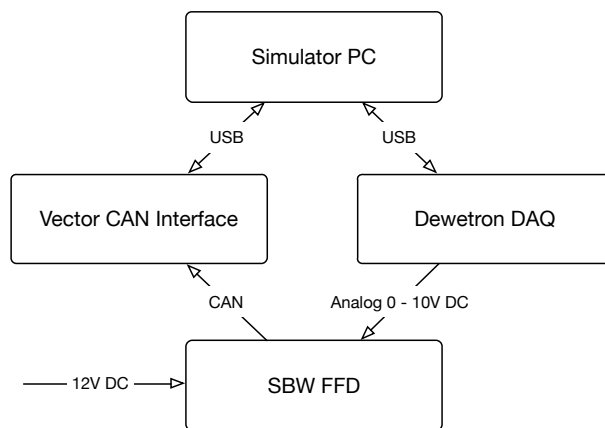 Simulator PC
USB
USB
Vector CAN Interface
Dewetron DAQ
CAN
Analog 0 - 10V DC
12V DC
SBW FFD